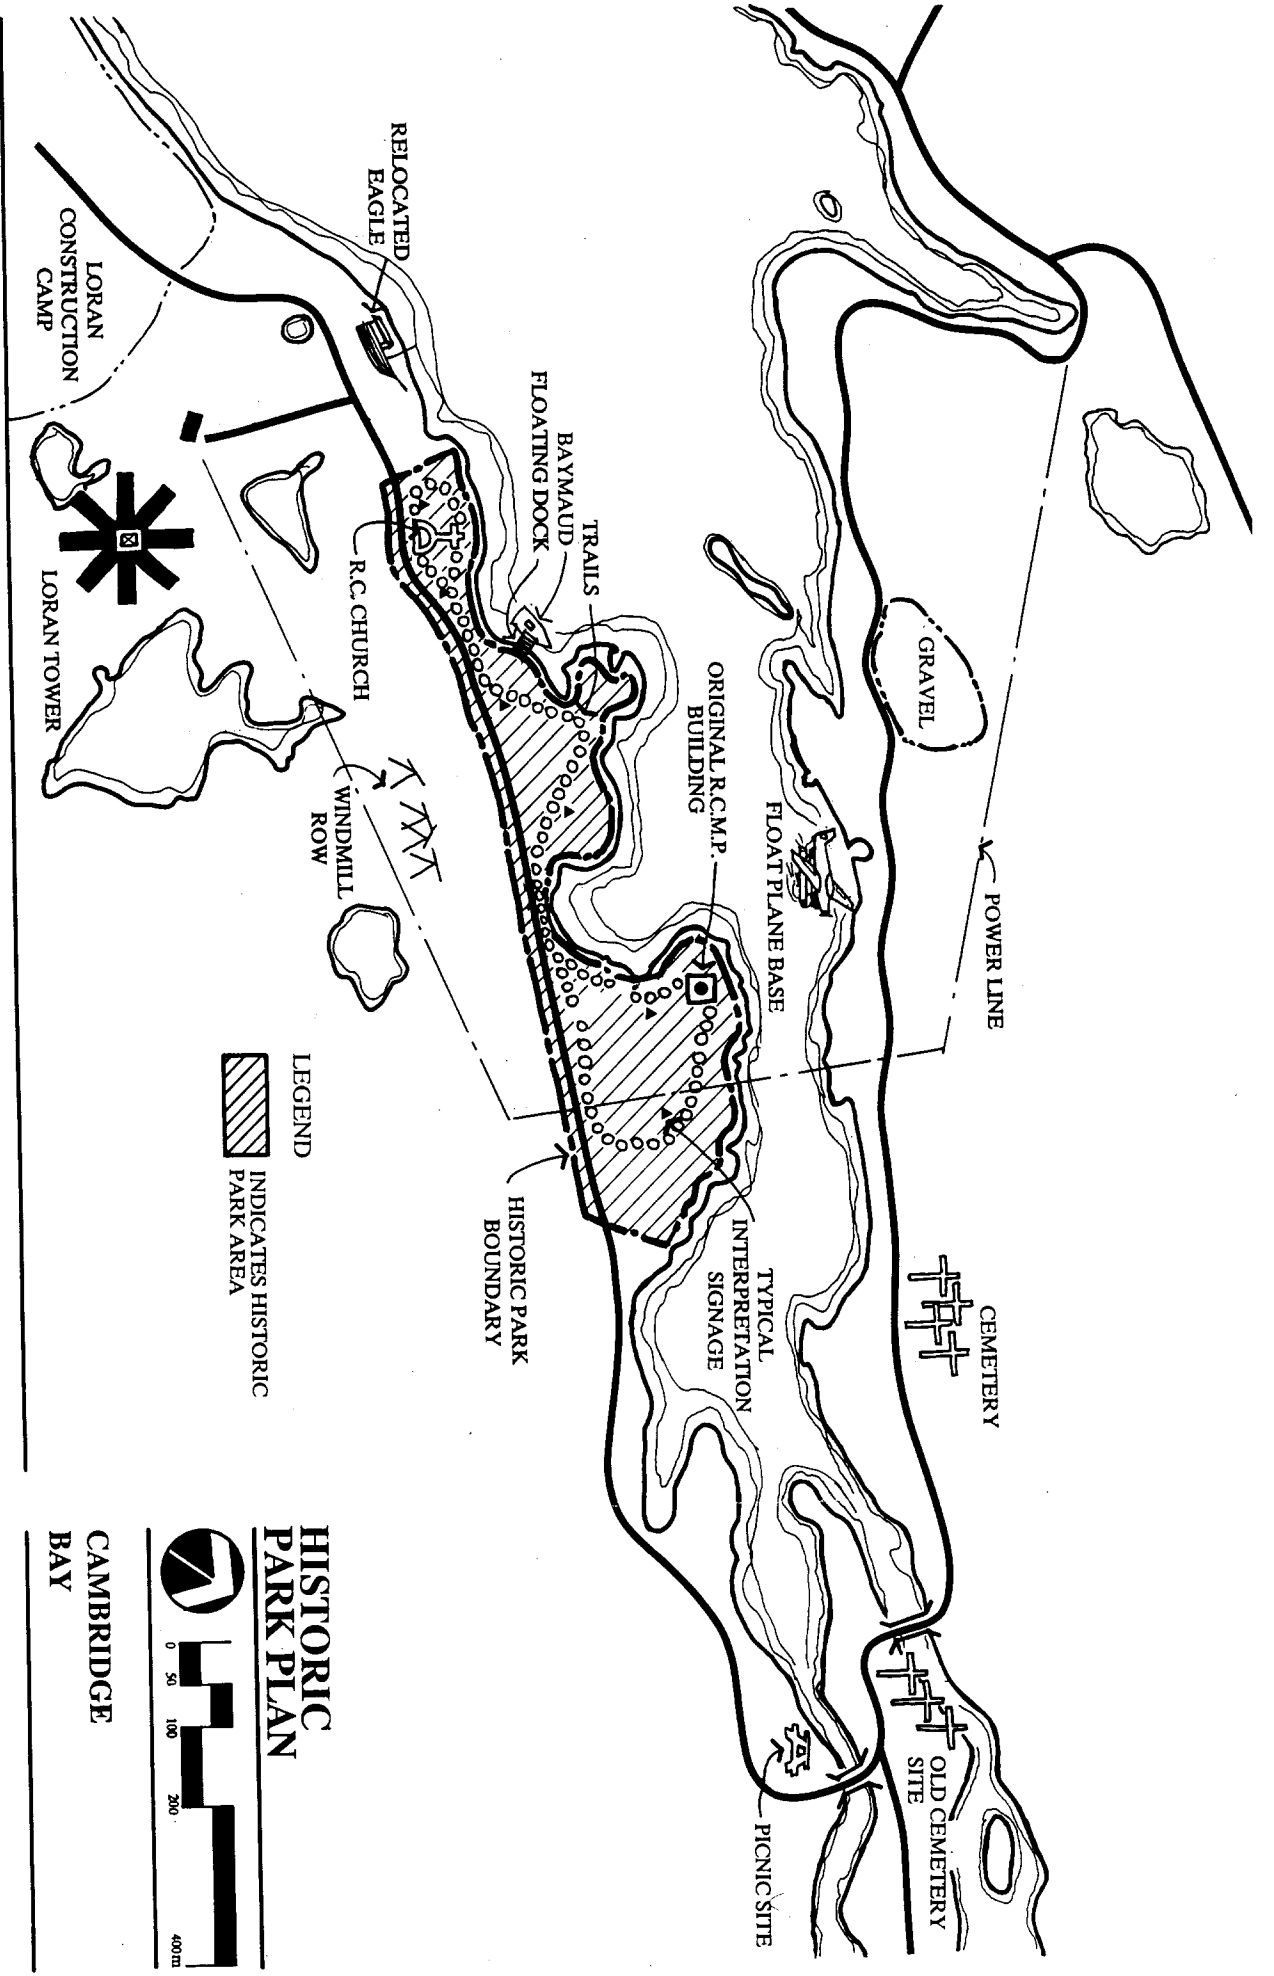 RELOCATED
EAGLE
LORAN
CONSTRUCTION
CAMP
BAYMAUD
FLOATING DOCK
TRAILS
R.C. CHURCH
LORAN TOWER
GRAVEL
ORIGINAL R.C.M.P.
BUILDING
FLOAT PLANE BASE
POWER LINE
WINDMILL
ROW
HISTORIC PARK
BOUNDARY
TYPICAL
INTERPRETATION
SIGNAGE
CEMETERY
OLD CEMETERY
SITE
PICNIC SITE
LEGEND
INDICATES HISTORIC
PARK AREA
HISTORIC
PARK PLAN
0 50 100 200 400m
CAMBRIDGE
BAY